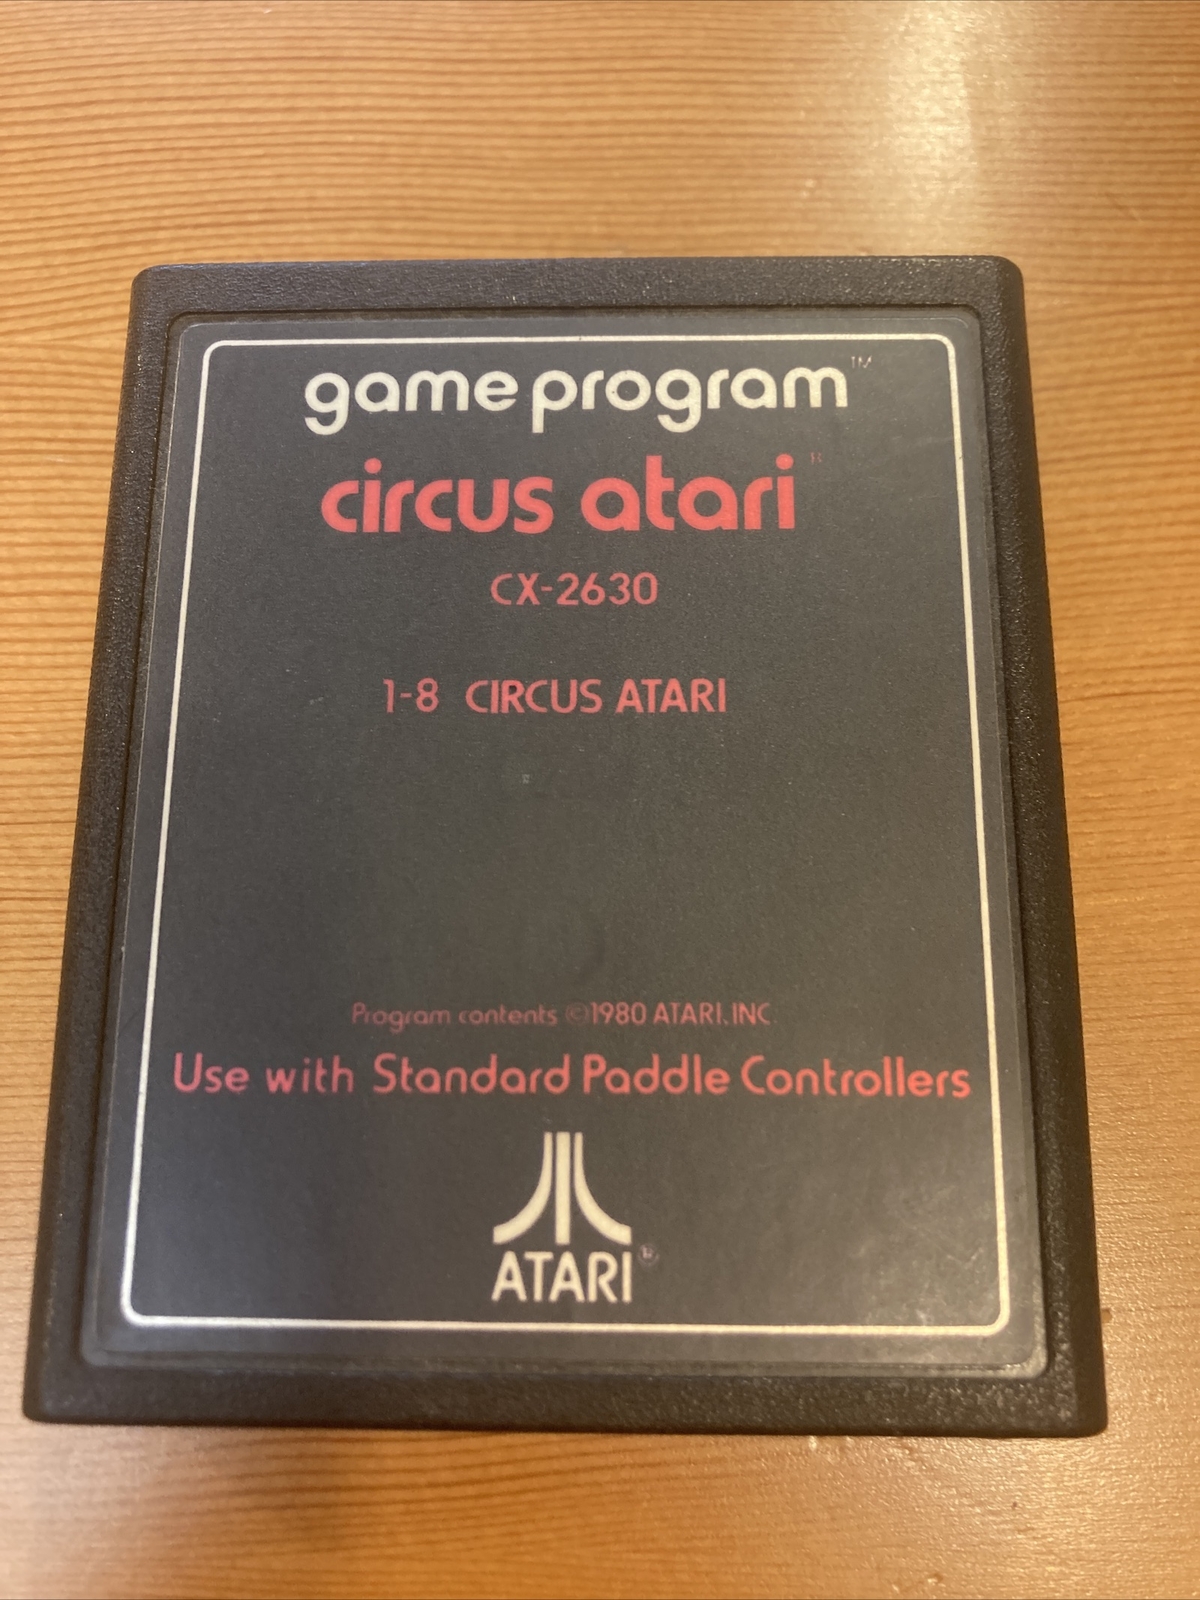 game program™
circus atari®
CX-2630
1-8 CIRCUS ATARI
Program contents ©1980 ATARI, INC.
Use with Standard Paddle Controllers
ATARI®